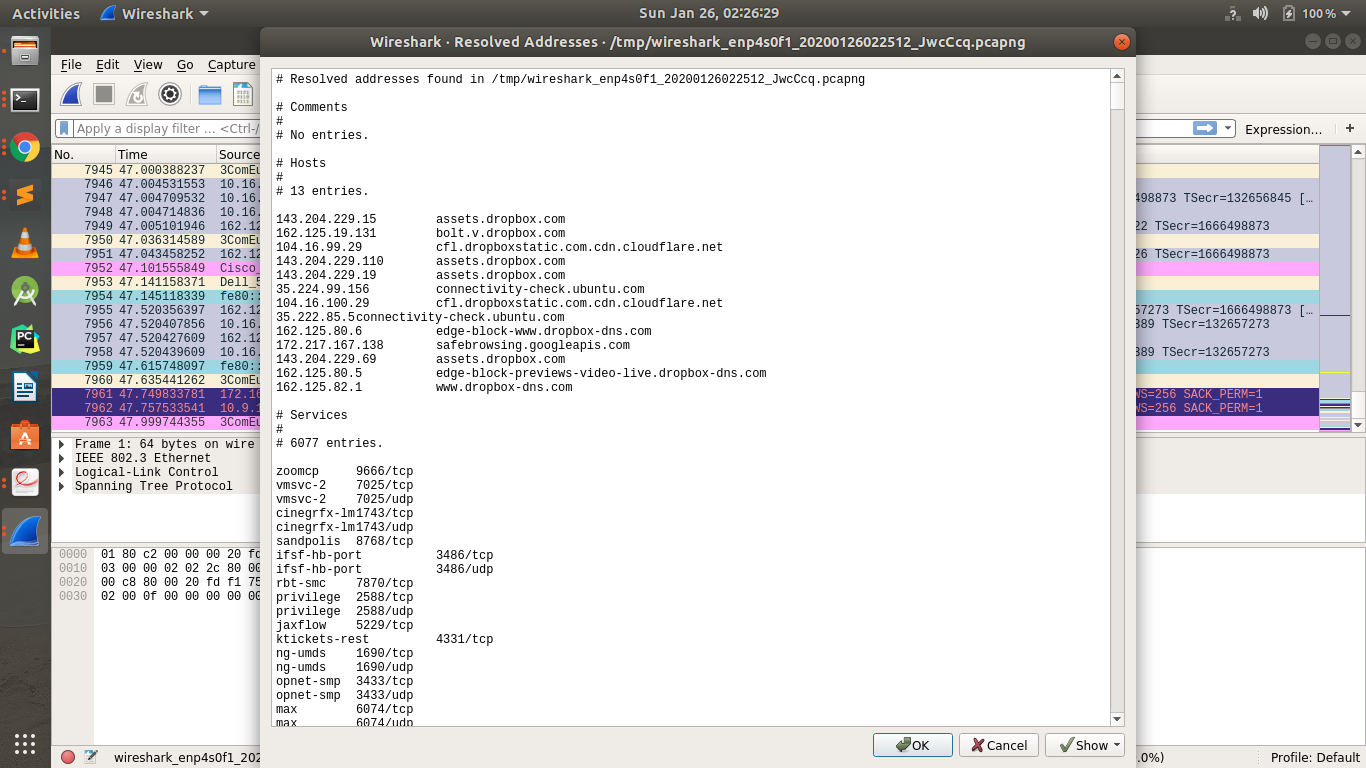 Activities Wireshark Sun Jan 26, 02:26:29 100 %
Wireshark · Resolved Addresses · /tmp/wireshark_enp4s0f1_20200126022512_JwcCcq.pcapng
File Edit View Go Capture
Apply a display filter … <Ctrl-/ Expression… +
No. Time Source
7945 47.000388237 3ComEu
7946 47.004531553 10.16.
7947 47.004709532 10.16. 498873 TSecr=132656845 […
7948 47.004714836 10.16.
7949 47.005101946 162.12 22 TSecr=1666498873
7950 47.036314589 3ComEu
7951 47.043458252 162.12 26 TSecr=1666498873
7952 47.101555849 Cisco_
7953 47.141158371 Dell_5
7954 47.145118339 fe80::
7955 47.520356397 162.12 57273 TSecr=1666498873 […
7956 47.520407856 10.16. 389 TSecr=132657273
7957 47.520427609 162.12
7958 47.520439609 10.16. 389 TSecr=132657273
7959 47.615748097 fe80::
7960 47.635441262 3ComEu
7961 47.749833781 172.16 WS=256 SACK_PERM=1
7962 47.757533541 10.9.1 WS=256 SACK_PERM=1
7963 47.999744355 3ComEu
Frame 1: 64 bytes on wire
IEEE 802.3 Ethernet
Logical-Link Control
Spanning Tree Protocol
0000 01 80 c2 00 00 00 20 fd
0010 03 00 00 02 02 2c 80 00
0020 00 c8 80 00 20 fd f1 75
0030 02 00 0f 00 00 00 00 00
# Resolved addresses found in /tmp/wireshark_enp4s0f1_20200126022512_JwcCcq.pcapng
# Comments
#
# No entries.
# Hosts
#
# 13 entries.
143.204.229.15 assets.dropbox.com
162.125.19.131 bolt.v.dropbox.com
104.16.99.29 cfl.dropboxstatic.com.cdn.cloudflare.net
143.204.229.110 assets.dropbox.com
143.204.229.19 assets.dropbox.com
35.224.99.156 connectivity-check.ubuntu.com
104.16.100.29 cfl.dropboxstatic.com.cdn.cloudflare.net
35.222.85.5connectivity-check.ubuntu.com
162.125.80.6 edge-block-www.dropbox-dns.com
172.217.167.138 safebrowsing.googleapis.com
143.204.229.69 assets.dropbox.com
162.125.80.5 edge-block-previews-video-live.dropbox-dns.com
162.125.82.1 www.dropbox-dns.com
# Services
#
# 6077 entries.
zoomcp 9666/tcp
vmsvc-2 7025/tcp
vmsvc-2 7025/udp
cinegrfx-lm1743/tcp
cinegrfx-lm1743/udp
sandpolis 8768/tcp
ifsf-hb-port 3486/tcp
ifsf-hb-port 3486/udp
rbt-smc 7870/tcp
privilege 2588/tcp
privilege 2588/udp
jaxflow 5229/tcp
ktickets-rest 4331/tcp
ng-umds 1690/tcp
ng-umds 1690/udp
opnet-smp 3433/tcp
opnet-smp 3433/udp
max 6074/tcp
max 6074/udp
OK Cancel Show
wireshark_enp4s0f1_202 .0%) Profile: Default